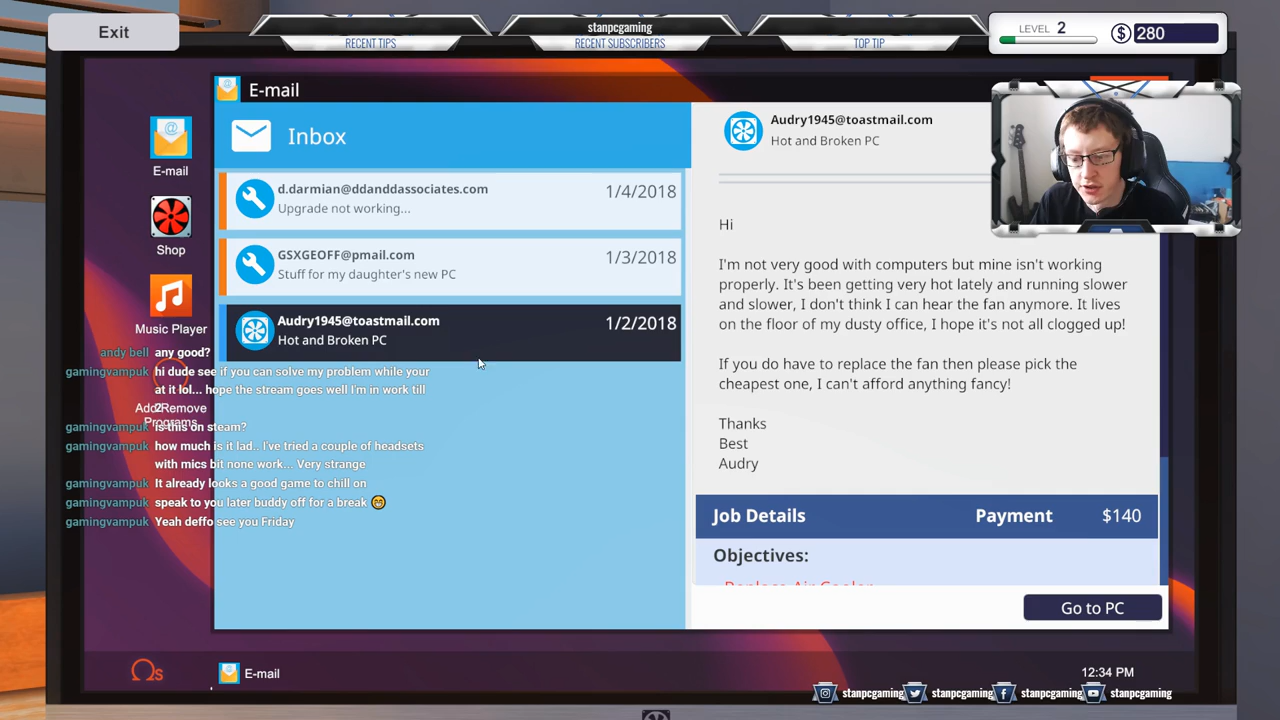 Exit
stanpcgaming
RECENT TIPS
RECENT SUBSCRIBERS
TOP TIP
LEVEL 2
$ 280
E-mail
Inbox
d.darmian@ddanddassociates.com 1/4/2018
Upgrade not working...
GSXGEOFF@pmail.com 1/3/2018
Stuff for my daughter's new PC
Audry1945@toastmail.com 1/2/2018
Hot and Broken PC
E-mail
Shop
Music Player
Add/Remove
Programs
andy bell any good?
gamingvampuk hi dude see if you can solve my problem while your
at it lol... hope the stream goes well I'm in work till
2
gamingvampuk is this on steam?
gamingvampuk how much is it lad.. I've tried a couple of headsets
with mics bit none work... Very strange
gamingvampuk It already looks a good game to chill on
gamingvampuk speak to you later buddy off for a break 😁
gamingvampuk Yeah deffo see you Friday
Audry1945@toastmail.com
Hot and Broken PC
Hi
I'm not very good with computers but mine isn't working
properly. It's been getting very hot lately and running slower
and slower, I don't think I can hear the fan anymore. It lives
on the floor of my dusty office, I hope it's not all clogged up!
If you do have to replace the fan then please pick the
cheapest one, I can't afford anything fancy!
Thanks
Best
Audry
Job Details Payment $140
Objectives:
Replace Air Cooler
Go to PC
Ωs
E-mail
12:34 PM
stanpcgaming stanpcgaming stanpcgaming stanpcgaming